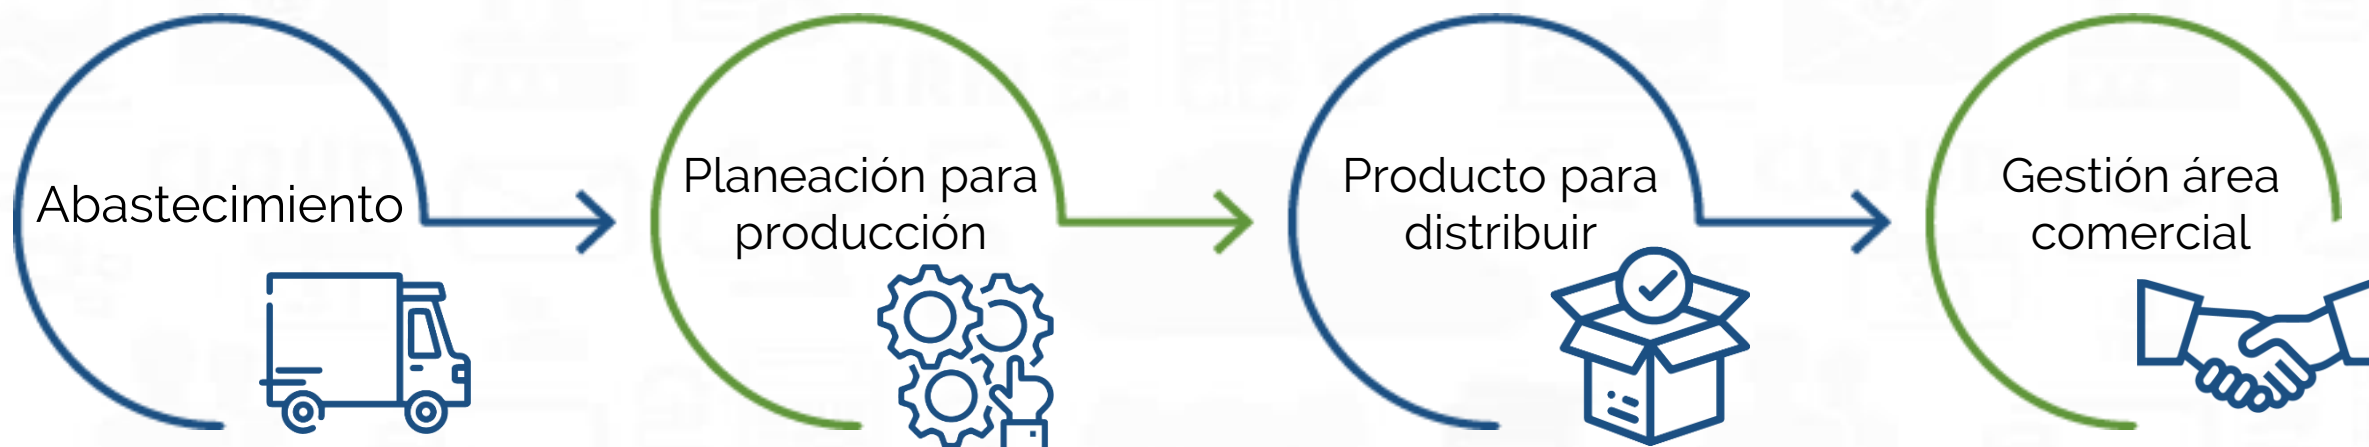 Abastecimiento
Planeación para
producción
Producto para
distribuir
Gestión área
comercial